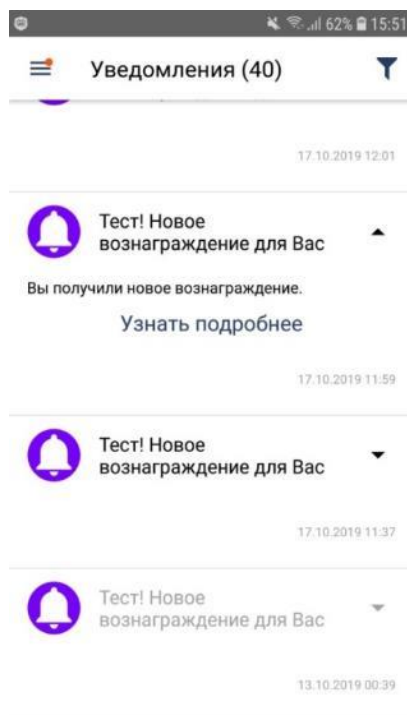 62% 15:51
Уведомления (40)
17.10.2019 12:01
Тест! Новое
вознаграждение для Вас
Вы получили новое вознаграждение.
Узнать подробнее
17.10.2019 11:59
Тест! Новое
вознаграждение для Вас
17.10.2019 11:37
Тест! Новое
вознаграждение для Вас
13.10.2019 00:39